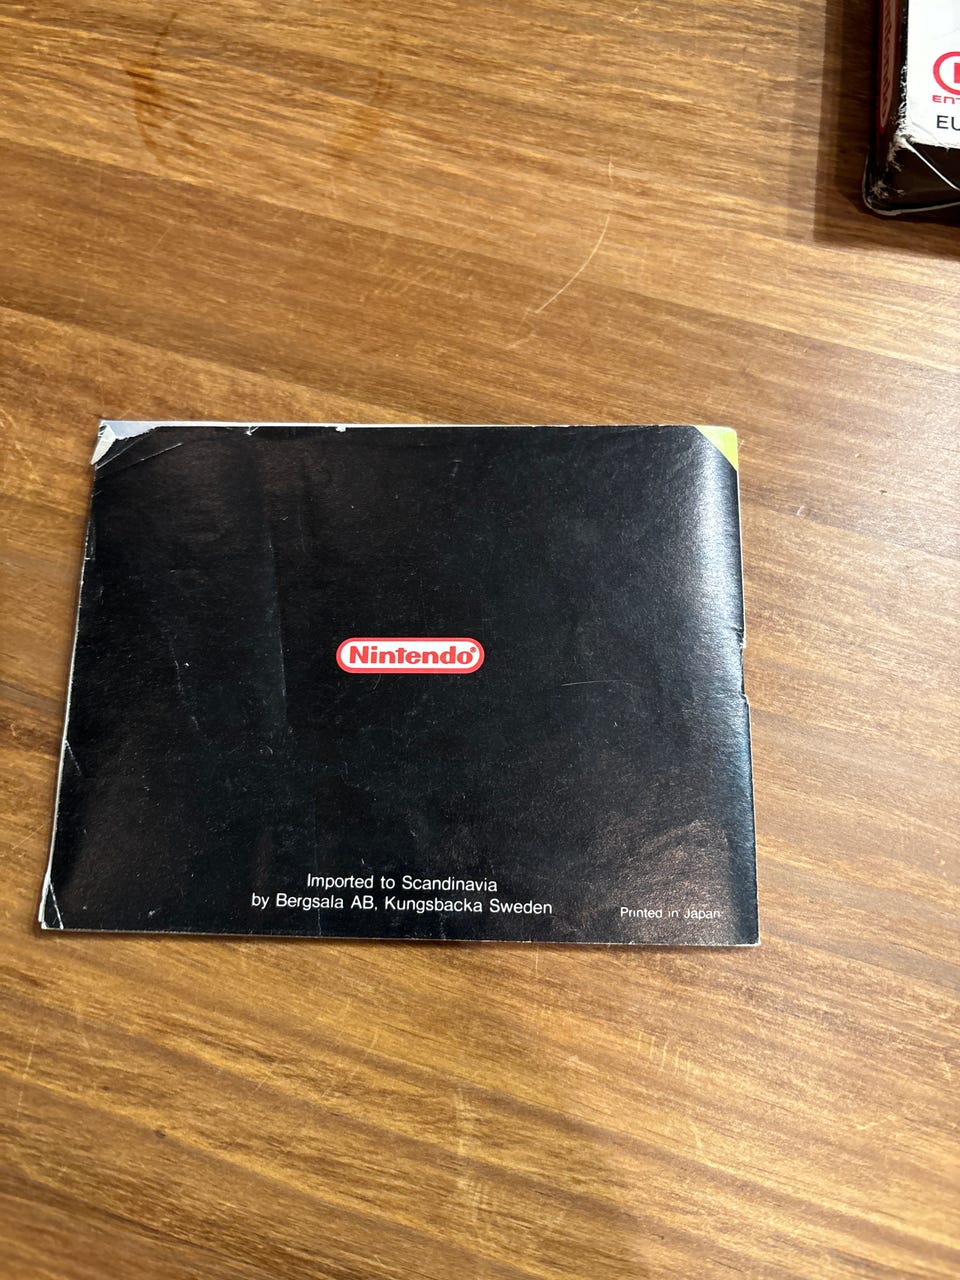 EU
Nintendo®
Imported to Scandinavia
by Bergsala AB, Kungsbacka Sweden
Printed in Japan